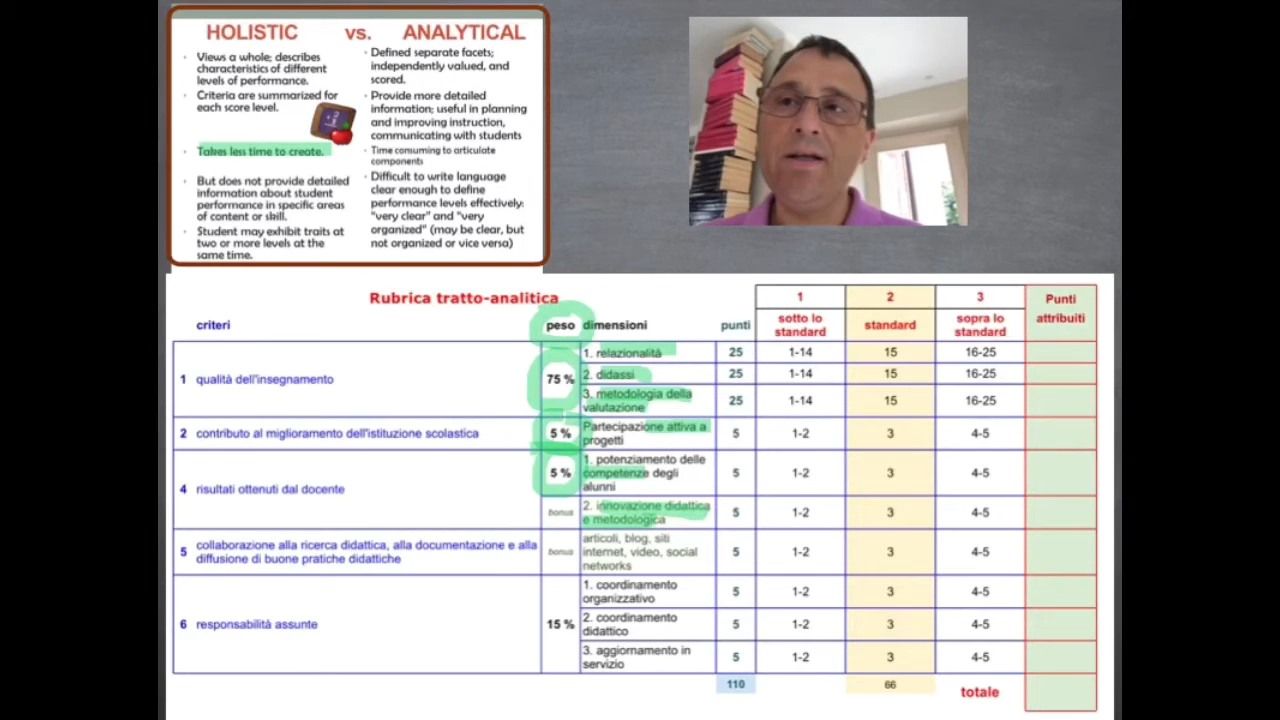 HOLISTIC vs. ANALYTICAL
· Views a whole; describes
characteristics of different
levels of performance.
· Criteria are summarized for
each score level.
· Takes less time to create.
· But does not provide detailed
information about student
performance in specific areas
of content or skill.
· Student may exhibit traits at
two or more levels at the
same time.
· Defined separate facets;
independently valued, and
scored.
· Provide more detailed
information; useful in planning
and improving instruction,
communicating with students
· Time consuming to articulate
components
· Difficult to write language
clear enough to define
performance levels effectively:
"very clear" and "very
organized" (may be clear, but
not organized or vice versa)
Rubrica tratto-analitica
criteri peso dimensioni punti
1 sotto lo standard
2 standard
3 sopra lo standard
Punti attribuiti
1 qualità dell'insegnamento 75 %
1. relazionalità 25 1-14 15 16-25
2. didassi 25 1-14 15 16-25
3. metodologia della
valutazione 25 1-14 15 16-25
2 contributo al miglioramento dell'istituzione scolastica 5 %
Partecipazione attiva a
progetti 5 1-2 3 4-5
4 risultati ottenuti dal docente 5 %
1. potenziamento delle
competenze degli
alunni 5 1-2 3 4-5
bonus 2. innovazione didattica
e metodologica 5 1-2 3 4-5
5 collaborazione alla ricerca didattica, alla documentazione e alla
diffusione di buone pratiche didattiche
bonus articoli, blog, siti
internet, video, social
networks 5 1-2 3 4-5
6 responsabilità assunte 15 %
1. coordinamento
organizzativo 5 1-2 3 4-5
2. coordinamento
didattico 5 1-2 3 4-5
3. aggiornamento in
servizio 5 1-2 3 4-5
110 66 totale